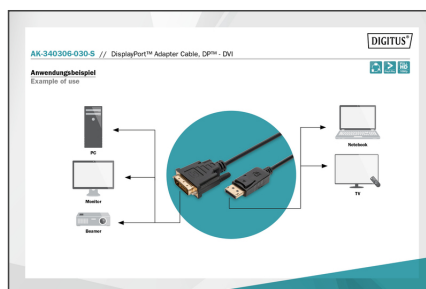 DIGITUS®
AK-340306-030-S // DisplayPort™ Adapter Cable, DP™ - DVI
Anwendungsbeispiel
Example of use
PC
Notebook
Monitor
TV
Beamer